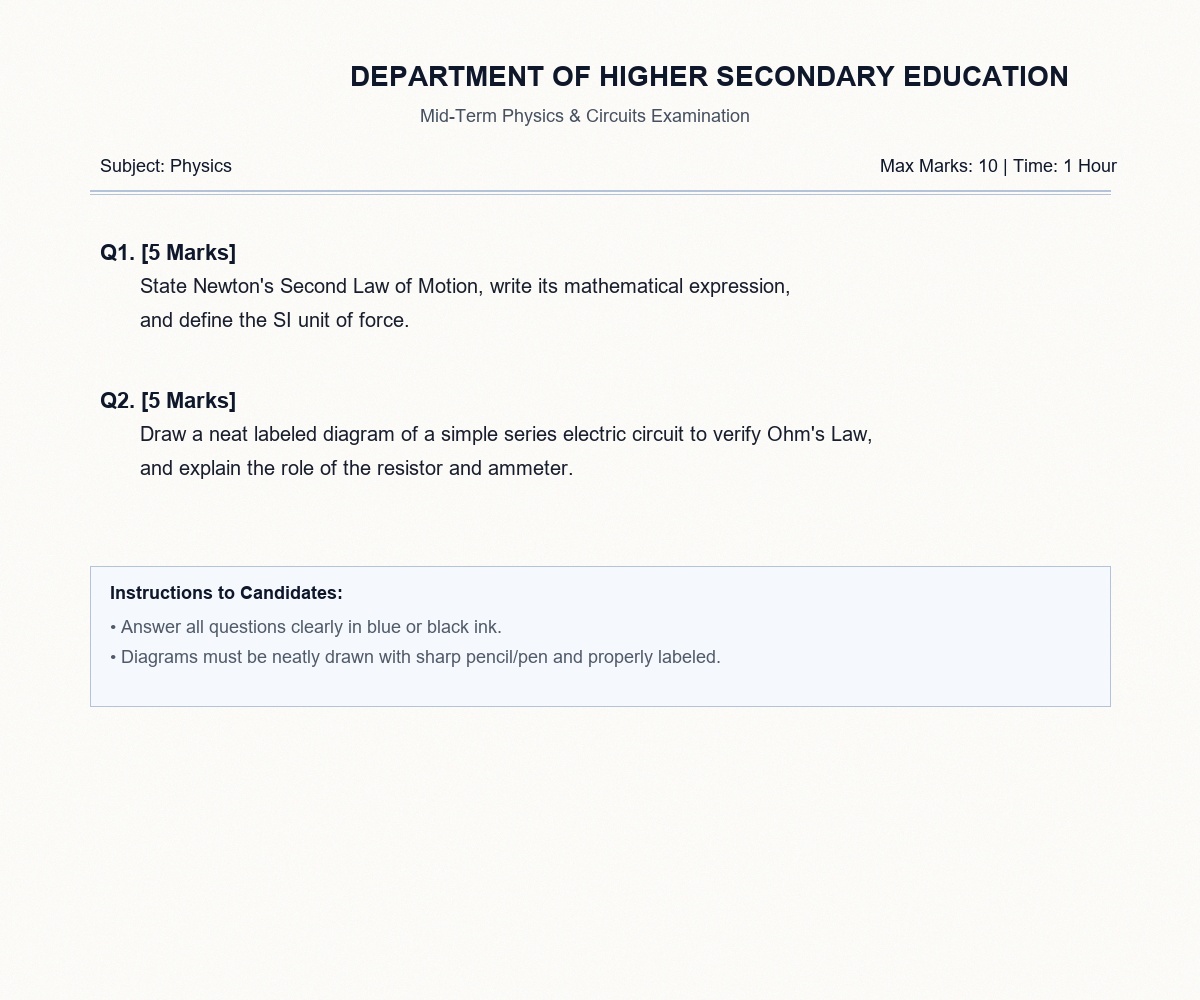 DEPARTMENT OF HIGHER SECONDARY EDUCATION
Mid-Term Physics & Circuits Examination
Subject: Physics
Max Marks: 10 | Time: 1 Hour
Q1. [5 Marks]
State Newton's Second Law of Motion, write its mathematical expression,
and define the SI unit of force.
Q2. [5 Marks]
Draw a neat labeled diagram of a simple series electric circuit to verify Ohm's Law,
and explain the role of the resistor and ammeter.
Instructions to Candidates:
• Answer all questions clearly in blue or black ink.
• Diagrams must be neatly drawn with sharp pencil/pen and properly labeled.